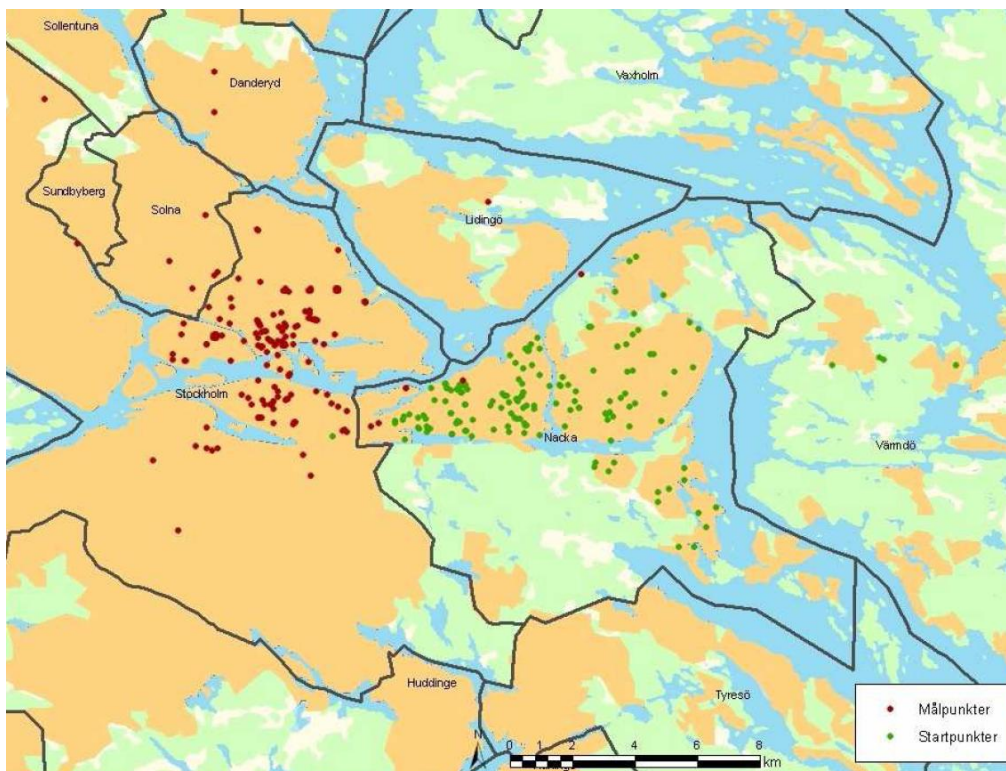 Sollentuna
Danderyd
Vaxholm
Sundbyberg
Solna
Lidingö
Stockholm
Nacka
Värmdö
Huddinge
Tyresö
Målpunkter
Startpunkter
N
0 1 2 4 6 8
km